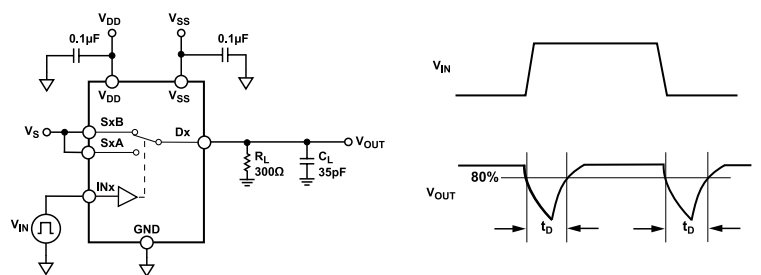 VDD
VSS
0.1µF
0.1µF
VDD
VSS
VS
SxB
Dx
VOUT
SxA
RL
300Ω
CL
35pF
INx
VIN
GND
VIN
80%
VOUT
tD
tD